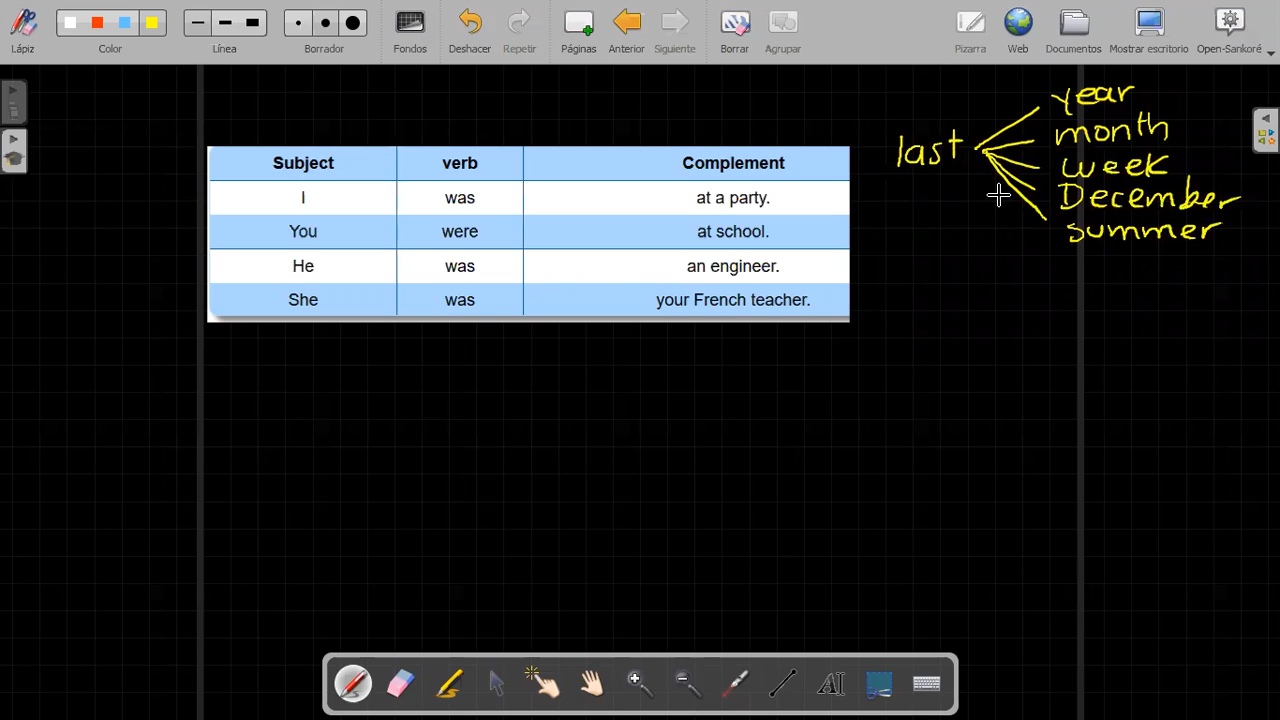 Lápiz Color Línea Borrador Fondos Deshacer Repetir Páginas Anterior Siguiente Borrar Agrupar Pizarra Web Documentos Mostrar escritorio Open-Sankoré
last year
month
week
December
summer
Subject verb Complement
I was at a party.
You were at school.
He was an engineer.
She was your French teacher.